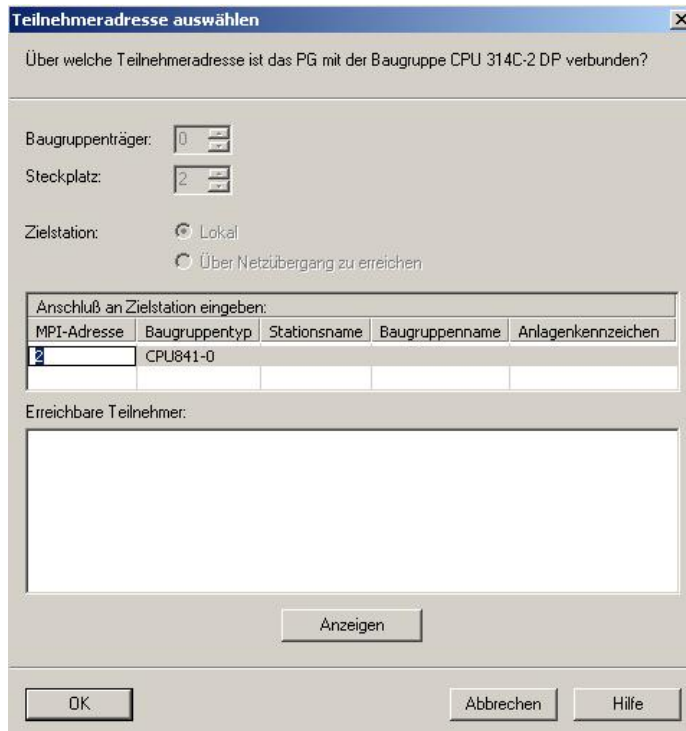 Teilnehmeradresse auswählen
Über welche Teilnehmeradresse ist das PG mit der Baugruppe CPU 314C-2 DP verbunden?
Baugruppenträger: 0
Steckplatz: 2
Zielstation: Lokal
Über Netzübergang zu erreichen
Anschluß an Zielstation eingeben:
MPI-Adresse Baugruppentyp Stationsname Baugruppenname Anlagenkennzeichen
2 CPU841-0
Erreichbare Teilnehmer:
Anzeigen
OK Abbrechen Hilfe